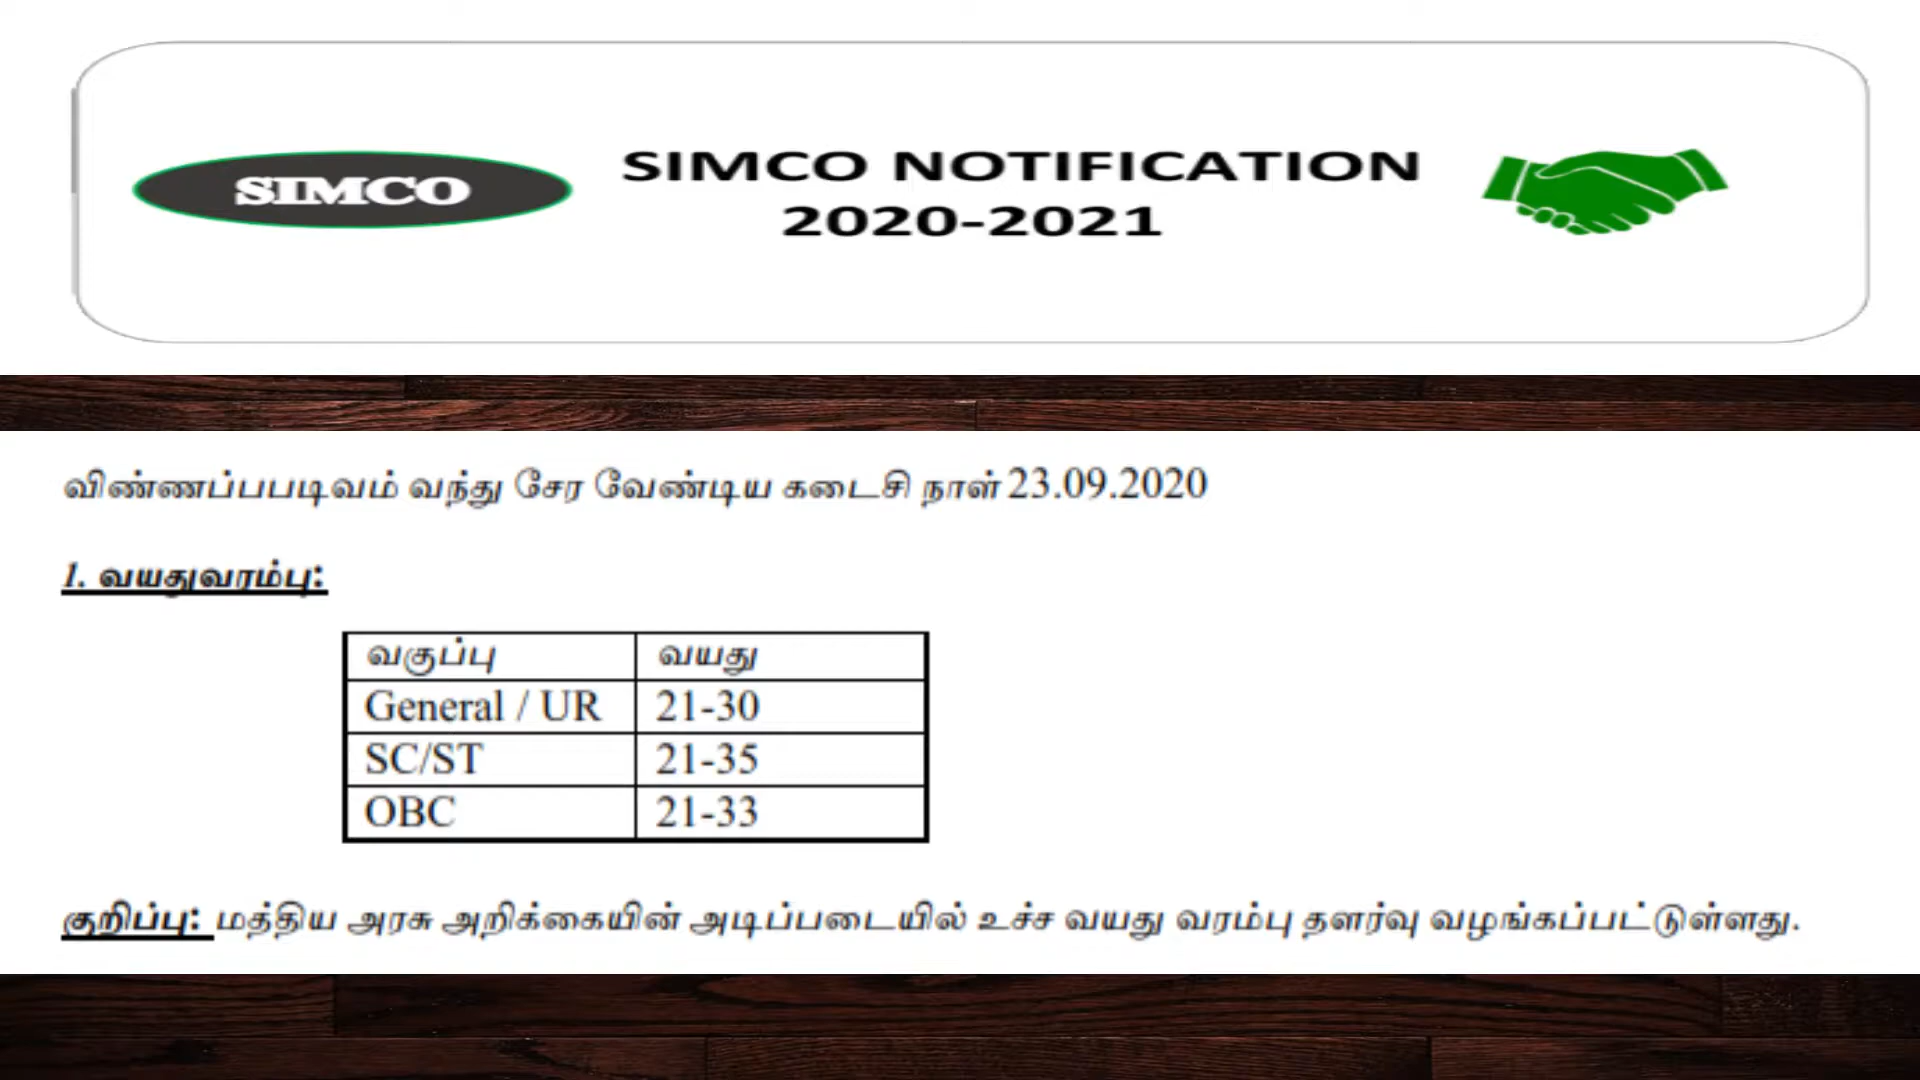 SIMCO
SIMCO NOTIFICATION
2020-2021
விண்ணப்பபடிவம் வந்து சேர வேண்டிய கடைசி நாள் 23.09.2020
1. வயதுவரம்பு:
வகுப்பு வயது
General / UR 21-30
SC/ST 21-35
OBC 21-33
குறிப்பு: மத்திய அரசு அறிக்கையின் அடிப்படையில் உச்ச வயது வரம்பு தளர்வு வழங்கப்பட்டுள்ளது.